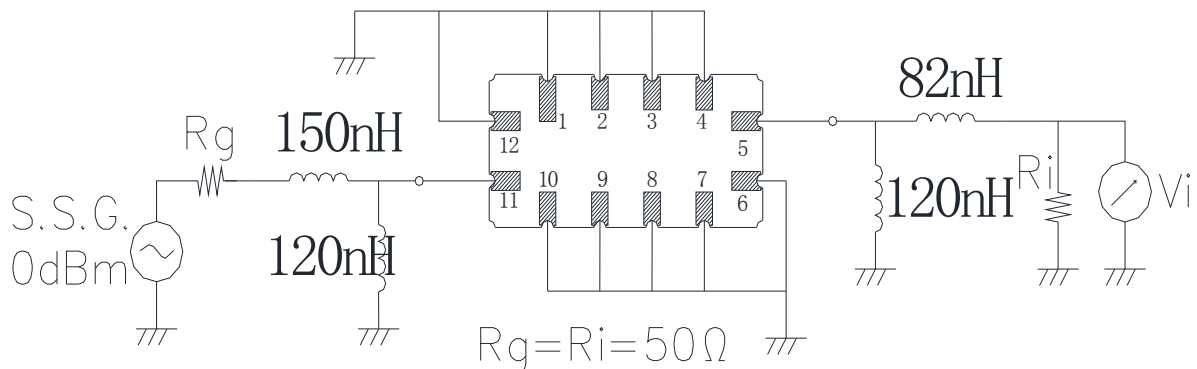 82nH
Rg
150nH
1
2
3
4
5
12
Ri
Vi
10
9
8
7
6
11
120nH
S.S.G.
0dBm
120nH
Rg=Ri=50Ω